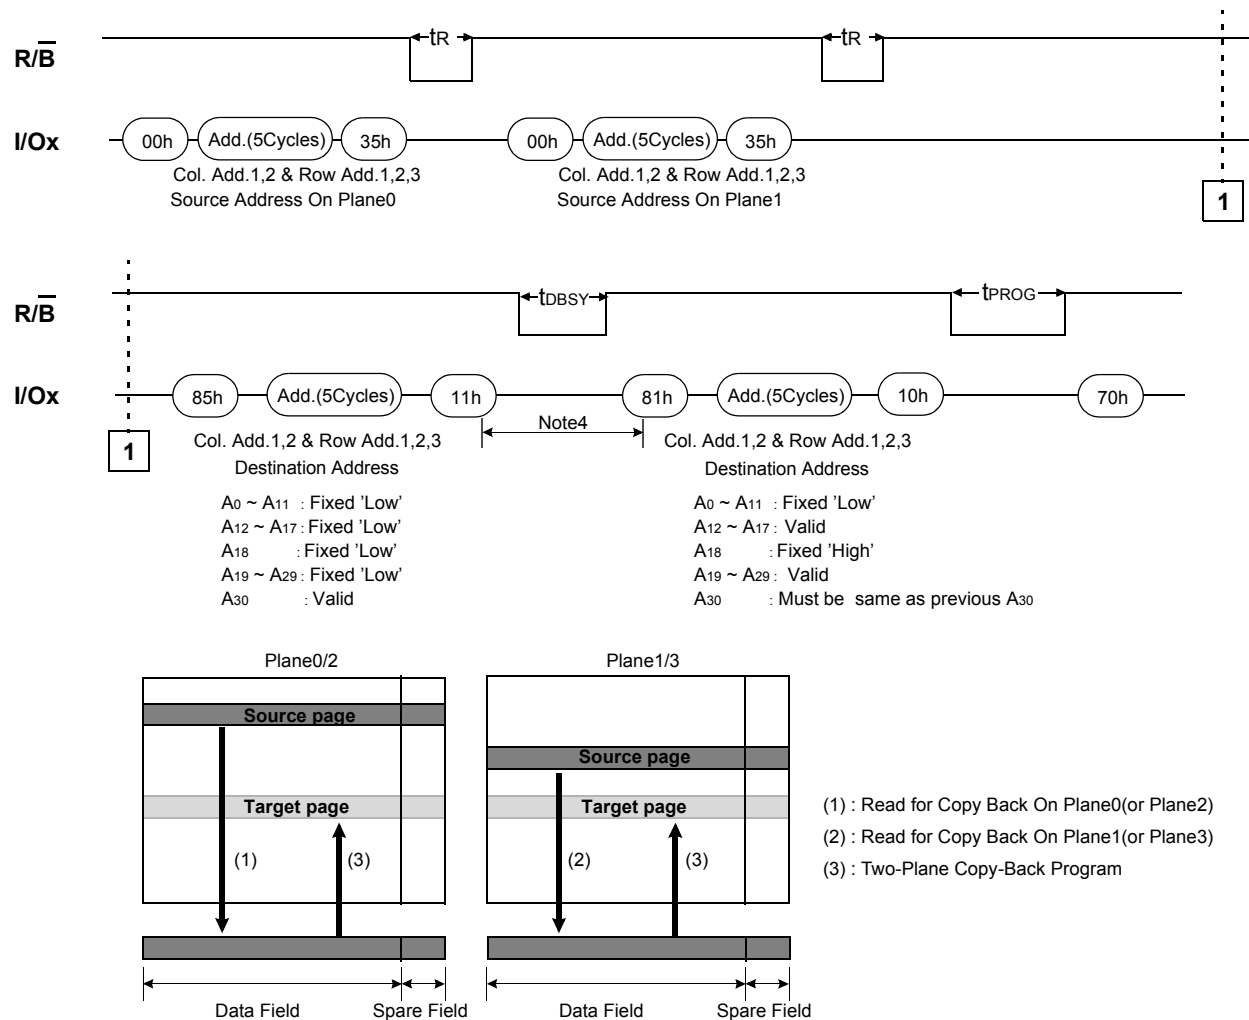 R/B tR tR
I/Ox 00h Add.(5Cycles) 35h 00h Add.(5Cycles) 35h
Col. Add.1,2 & Row Add.1,2,3 Col. Add.1,2 & Row Add.1,2,3
Source Address On Plane0 Source Address On Plane1
1
R/B tDBSY tPROG
I/Ox 85h Add.(5Cycles) 11h 81h Add.(5Cycles) 10h 70h
Note4
1
Col. Add.1,2 & Row Add.1,2,3 Col. Add.1,2 & Row Add.1,2,3
Destination Address Destination Address
A0 ~ A11 : Fixed 'Low' A0 ~ A11 : Fixed 'Low'
A12 ~ A17 : Fixed 'Low' A12 ~ A17 : Valid
A18 : Fixed 'Low' A18 : Fixed 'High'
A19 ~ A29 : Fixed 'Low' A19 ~ A29 : Valid
A30 : Valid A30 : Must be same as previous A30
Plane0/2 Plane1/3
Source page
Source page
Target page Target page
(1) : Read for Copy Back On Plane0(or Plane2)
(2) : Read for Copy Back On Plane1(or Plane3)
(1) (3) (2) (3)
(3) : Two-Plane Copy-Back Program
Data Field Spare Field Data Field Spare Field